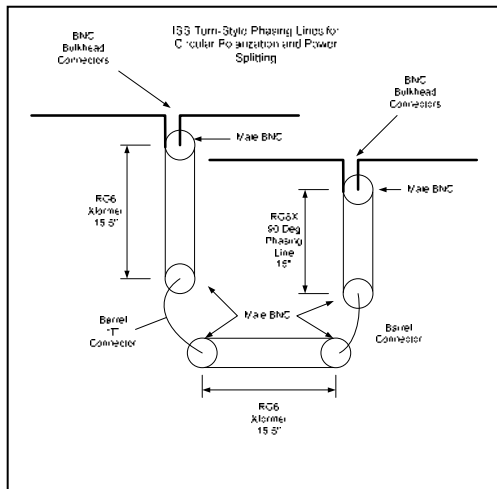 ISS Turn-Style Phasing Lines for
Circular Polarization and Power
Splitting
BNC
Bulkhead
Connectors
BNC
Bulkhead
Connectors
Male BNC
Male BNC
RG6
Xformer
15.5"
RG8X
90 Deg
Phasing
Line
15"
Male BNC
Barrel
"T"
Connector
Barrel
Connector
RG6
Xformer
15.5"